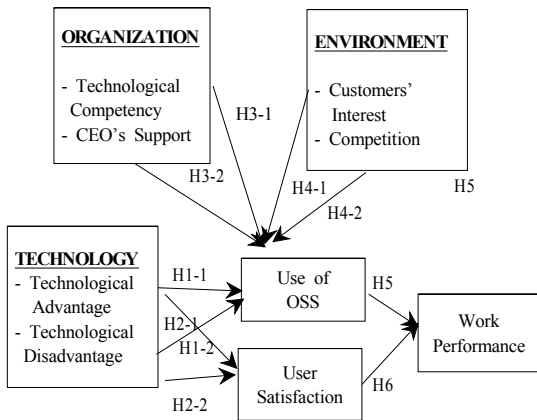 ORGANIZATION
- Technological
Competency
- CEO's Support
ENVIRONMENT
- Customers'
Interest
- Competition
H3-1
H3-2
H4-1
H4-2
H5
TECHNOLOGY
- Technological
Advantage
- Technological
Disadvantage
H1-1
H2-1
H1-2
H2-2
Use of
OSS
User
Satisfaction
H5
H6
Work
Performance